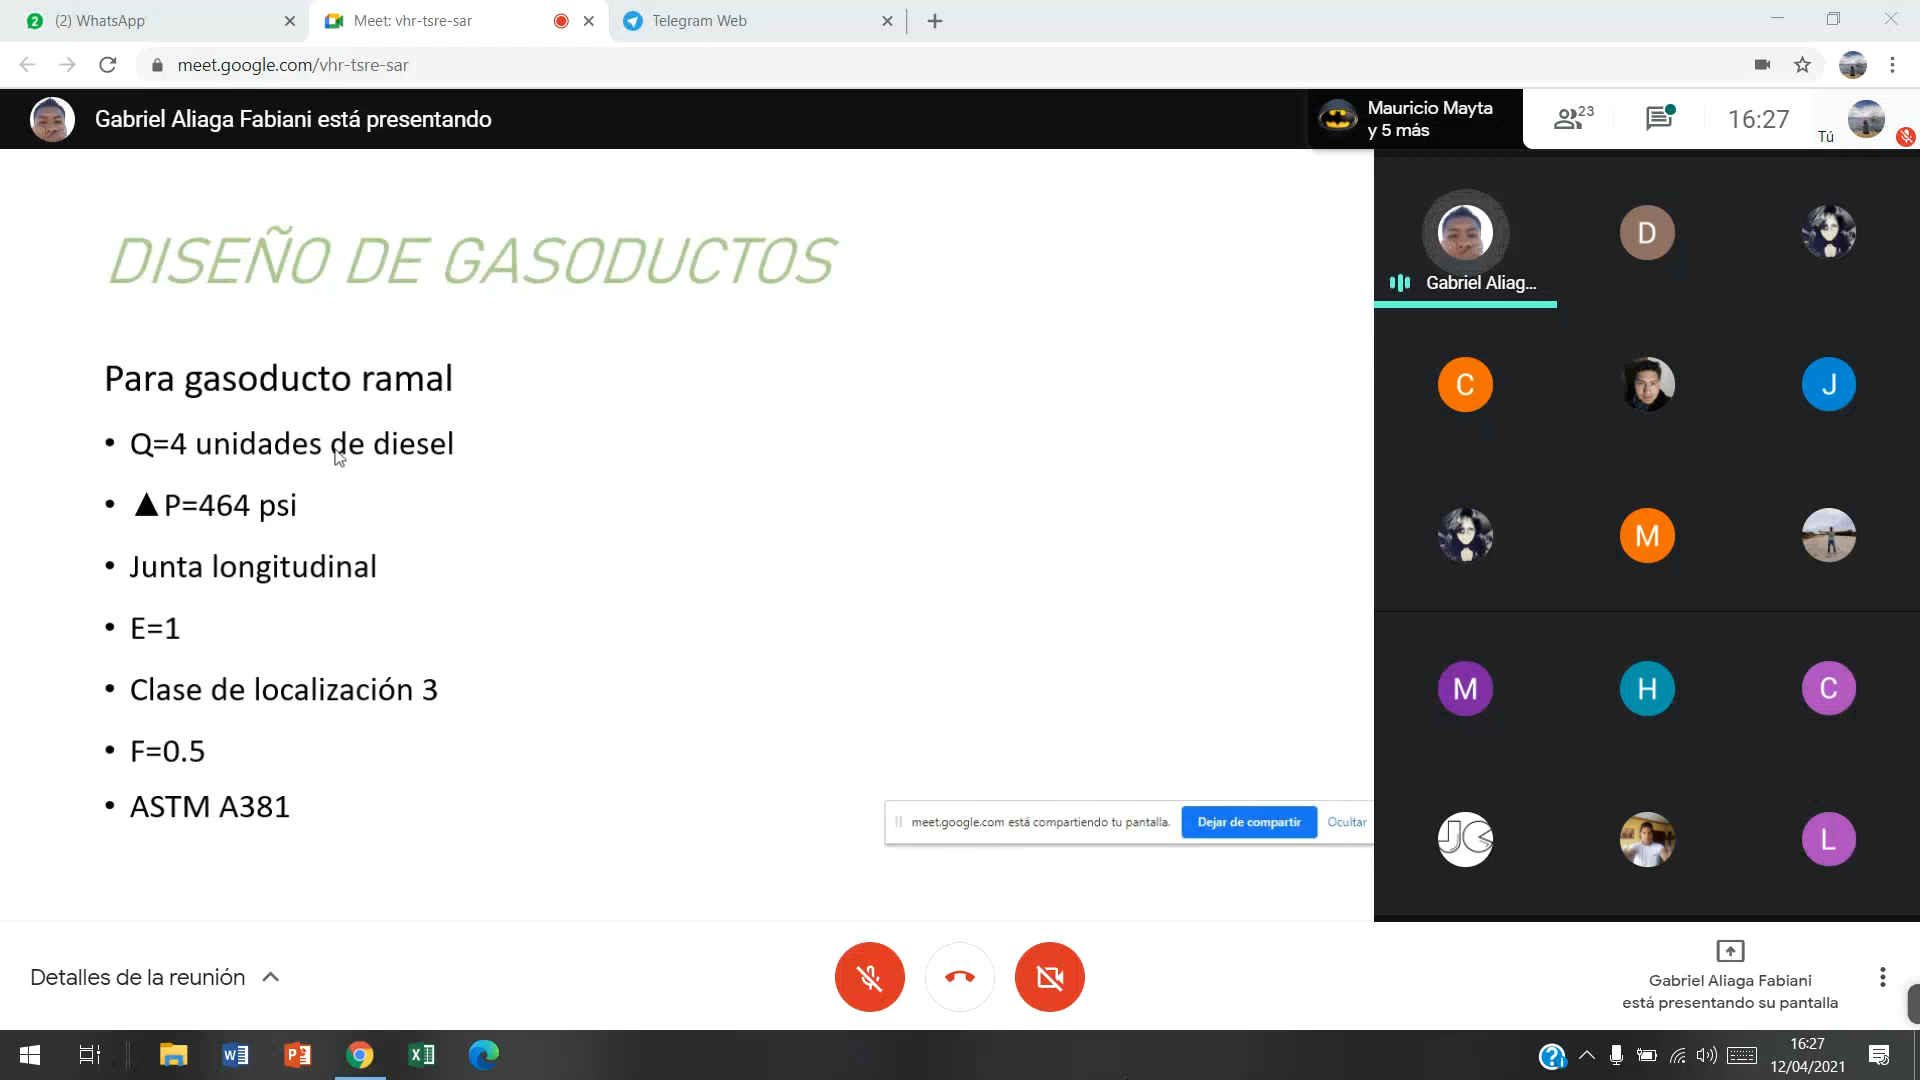 2 (2) WhatsApp
Meet: vhr-tsre-sar
Telegram Web
meet.google.com/vhr-tsre-sar
Gabriel Aliaga Fabiani está presentando
Mauricio Mayta
y 5 más
23
16:27
Tú
DISEÑO DE GASODUCTOS
Para gasoducto ramal
• Q=4 unidades de diesel
• ▲P=464 psi
• Junta longitudinal
• E=1
• Clase de localización 3
• F=0.5
• ASTM A381
meet.google.com está compartiendo tu pantalla.
Dejar de compartir
Ocultar
D
Gabriel Aliag...
C
J
M
M
H
C
JC
L
Detalles de la reunión
Gabriel Aliaga Fabiani
está presentando su pantalla
16:27
12/04/2021